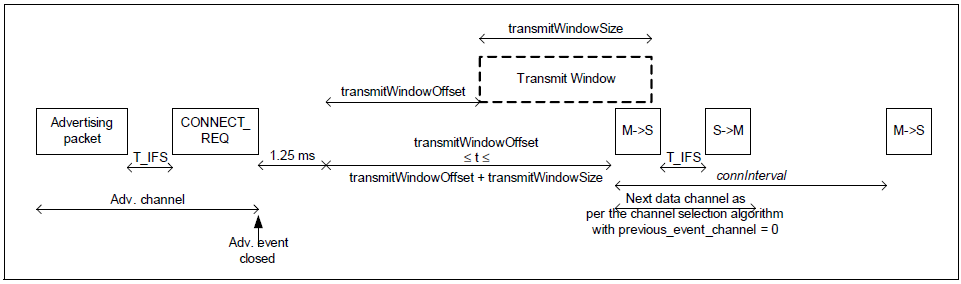 transmitWindowSize
Transmit Window
transmitWindowOffset
Advertising
packet
CONNECT_
REQ
M->S
S->M
M->S
T_IFS
1.25 ms
transmitWindowOffset
≤ t ≤
transmitWindowOffset + transmitWindowSize
T_IFS
connInterval
Adv. channel
Next data channel as
per the channel selection algorithm
with previous_event_channel = 0
Adv. event
closed